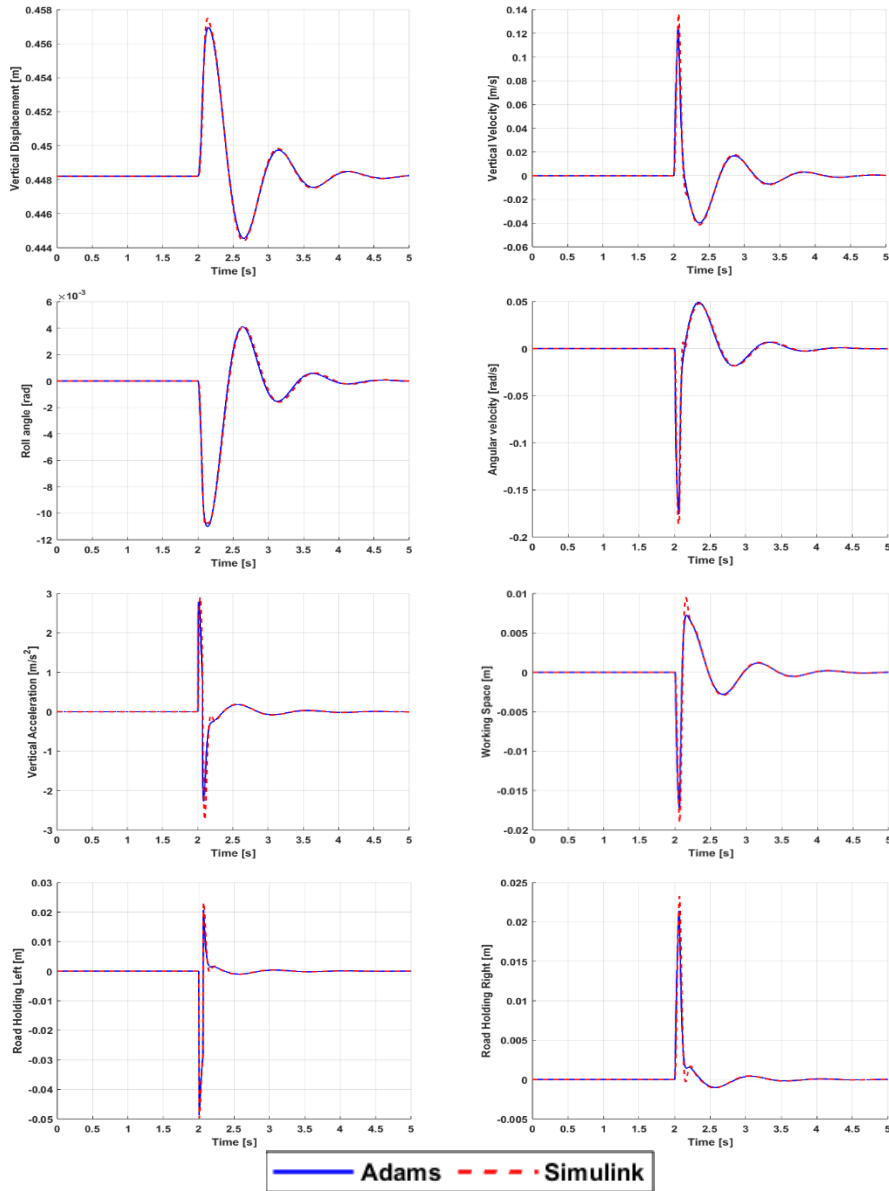 0.458
0.456
0.454
0.452
0.45
0.448
0.446
0.444
Vertical Displacement [m]
0 0.5 1 1.5 2 2.5 3 3.5 4 4.5 5
Time [s]
0.14
0.12
0.1
0.08
0.06
0.04
0.02
0
-0.02
-0.04
-0.06
Vertical Velocity [m/s]
0 0.5 1 1.5 2 2.5 3 3.5 4 4.5 5
Time [s]
×10⁻³
6
4
2
0
-2
-4
-6
-8
-10
-12
Roll angle [rad]
0 0.5 1 1.5 2 2.5 3 3.5 4 4.5 5
Time [s]
0.05
0
-0.05
-0.1
-0.15
-0.2
Angular velocity [rad/s]
0 0.5 1 1.5 2 2.5 3 3.5 4 4.5 5
Time [s]
3
2
1
0
-1
-2
-3
Vertical Acceleration [m/s²]
0 0.5 1 1.5 2 2.5 3 3.5 4 4.5 5
Time [s]
0.01
0.005
0
-0.005
-0.01
-0.015
-0.02
Working Space [m]
0 0.5 1 1.5 2 2.5 3 3.5 4 4.5 5
Time [s]
0.03
0.02
0.01
0
-0.01
-0.02
-0.03
-0.04
-0.05
Road Holding Left [m]
0 0.5 1 1.5 2 2.5 3 3.5 4 4.5 5
Time [s]
0.025
0.02
0.015
0.01
0.005
0
-0.005
Road Holding Right [m]
0 0.5 1 1.5 2 2.5 3 3.5 4 4.5 5
Time [s]
Adams Simulink